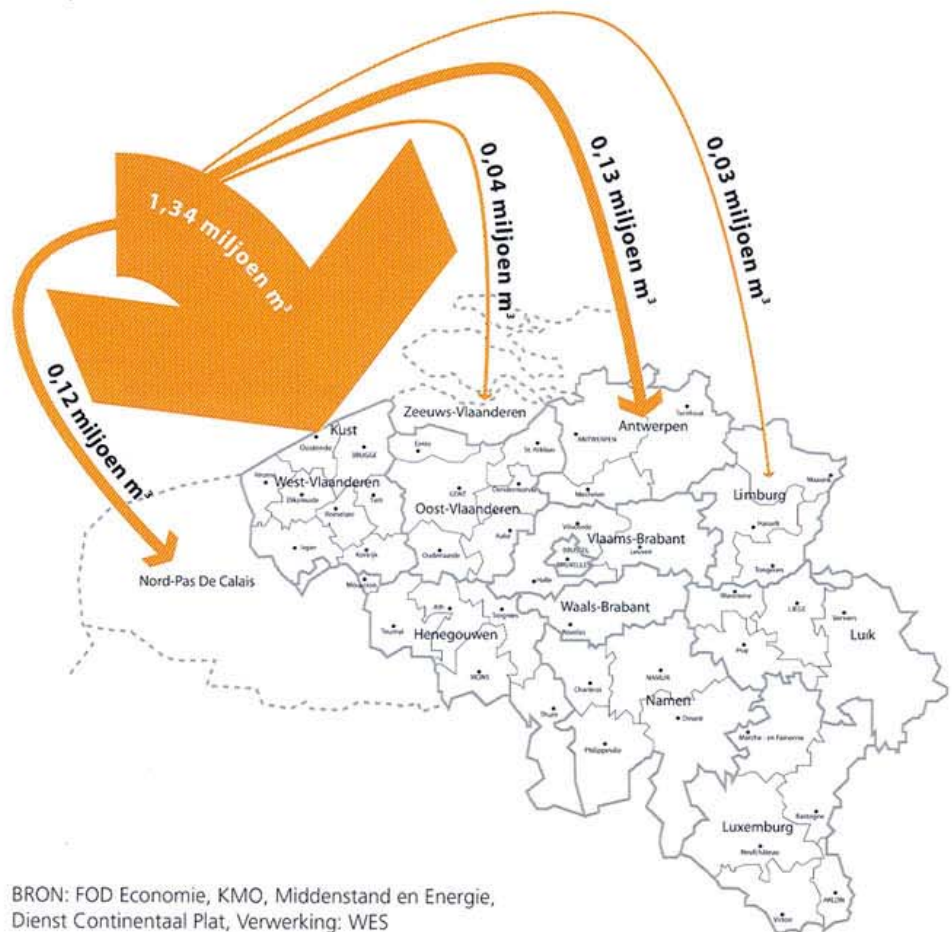 1,34 miljoen m³
0,12 miljoen m³
0,04 miljoen m³
0,13 miljoen m³
0,03 miljoen m³
Zeeuws-Vlaanderen
Antwerpen
Turnhout
ANTWERPEN
Kust
Oostende
BRUGGE
Eeklo
St. Niklaas
Mechelen
Limburg
Maaseik
Hasselt
Tongeren
West-Vlaanderen
Diksmuide
Tielt
Roeselare
Ieper
Kortrijk
GENT
Dendermonde
Oost-Vlaanderen
Aalst
Oudenaarde
Vilvoorde
Vlaams-Brabant
BRUSSEL
BRUXELLES
Leuven
Halle
Nord-Pas De Calais
Mouscron
Waals-Brabant
Nivelles
Waremme
LIEGE
Verviers
Luik
Ath
Soignies
Tournai
Henegouwen
MONS
Huy
Charleroi
NAMUR
Namen
Dinant
Thuin
Philippeville
Marche - en Famenne
Bastogne
Luxemburg
Neufchâteau
ARLON
Virton
BRON: FOD Economie, KMO, Middenstand en Energie,
Dienst Continentaal Plat, Verwerking: WES